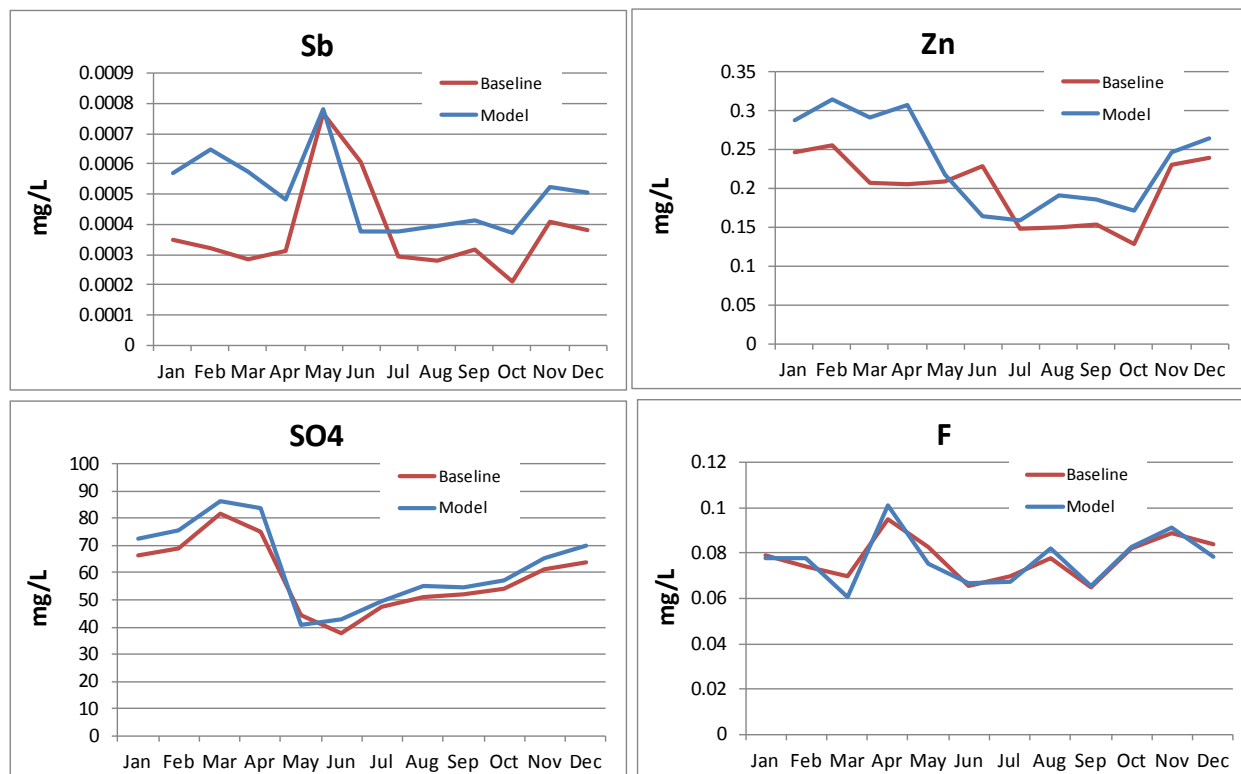 Sb
0.0009
0.0008
0.0007
0.0006
0.0005
0.0004
0.0003
0.0002
0.0001
0
mg/L
Baseline
Model
Jan Feb Mar Apr May Jun Jul Aug Sep Oct Nov Dec
Zn
0.35
0.3
0.25
0.2
0.15
0.1
0.05
0
mg/L
Baseline
Model
Jan Feb Mar Apr May Jun Jul Aug Sep Oct Nov Dec
SO4
100
90
80
70
60
50
40
30
20
10
0
mg/L
Baseline
Model
Jan Feb Mar Apr May Jun Jul Aug Sep Oct Nov Dec
F
0.12
0.1
0.08
0.06
0.04
0.02
0
mg/L
Baseline
Model
Jan Feb Mar Apr May Jun Jul Aug Sep Oct Nov Dec